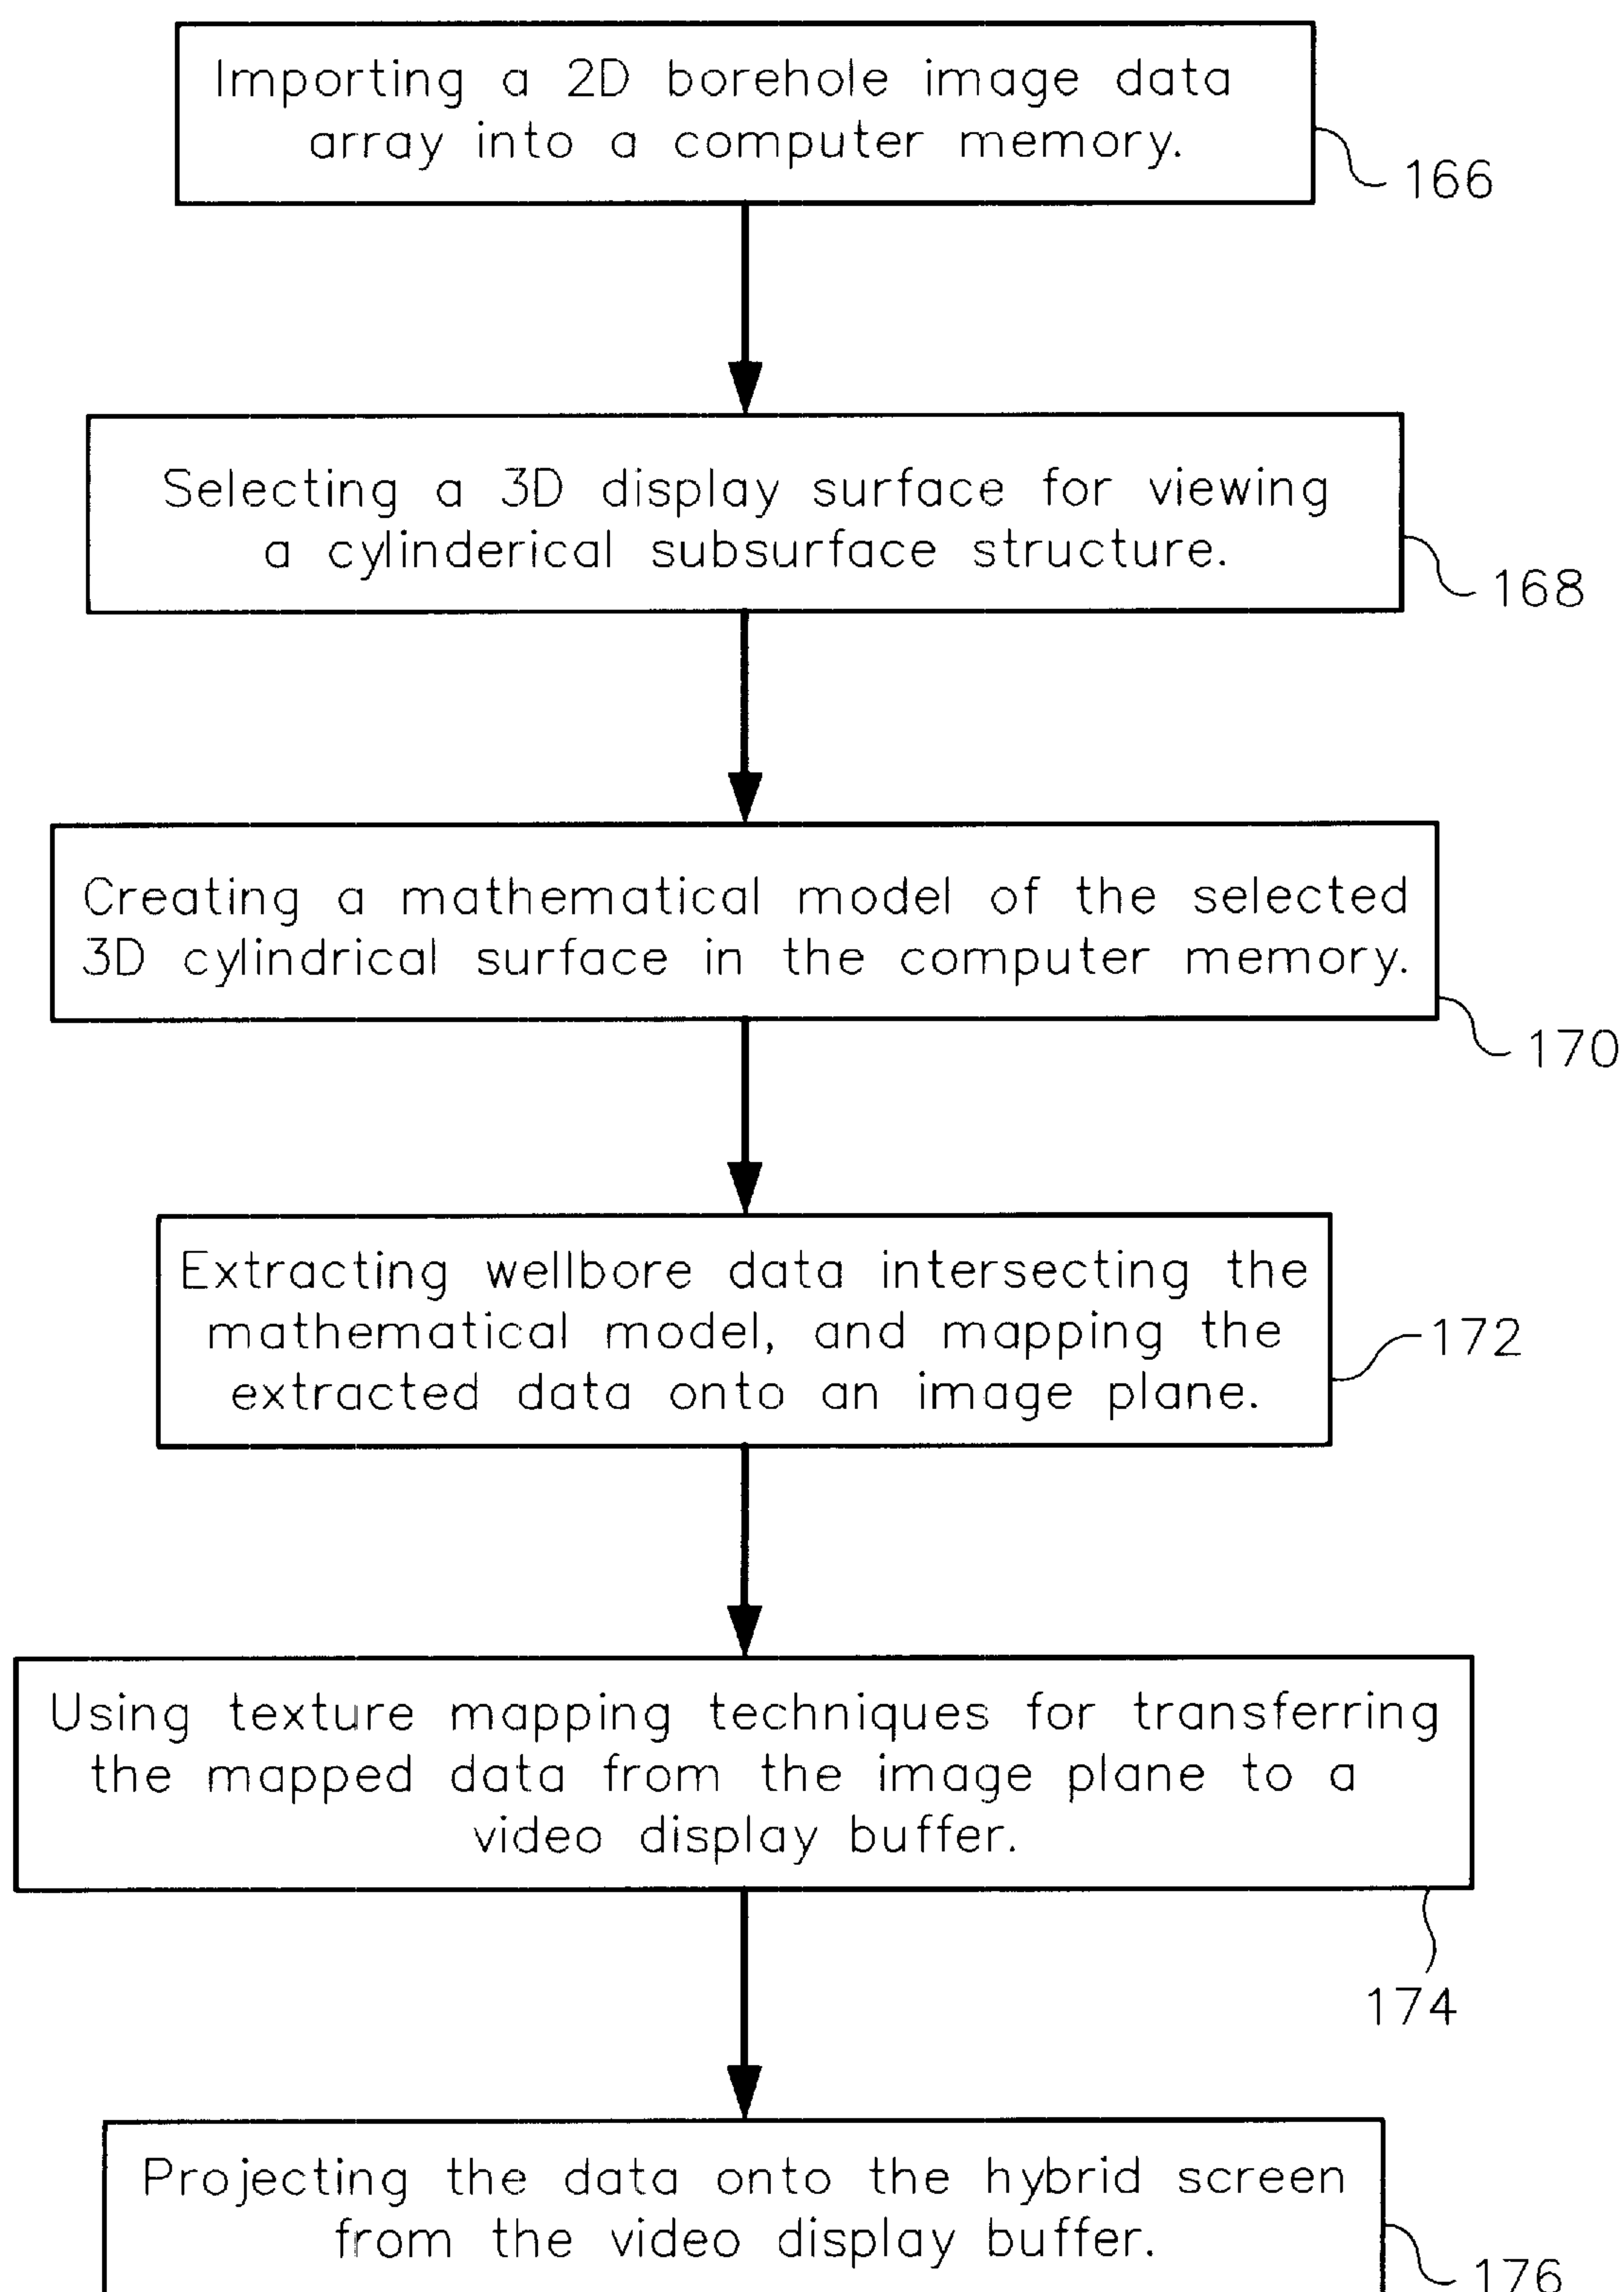 Importing a 2D borehole image data
array into a computer memory.
166
Selecting a 3D display surface for viewing
a cylinderical subsurface structure.
168
Creating a mathematical model of the selected
3D cylindrical surface in the computer memory.
170
Extracting wellbore data intersecting the
mathematical model, and mapping the
extracted data onto an image plane.
172
Using texture mapping techniques for transferring
the mapped data from the image plane to a
video display buffer.
174
Projecting the data onto the hybrid screen
from the video display buffer.
176